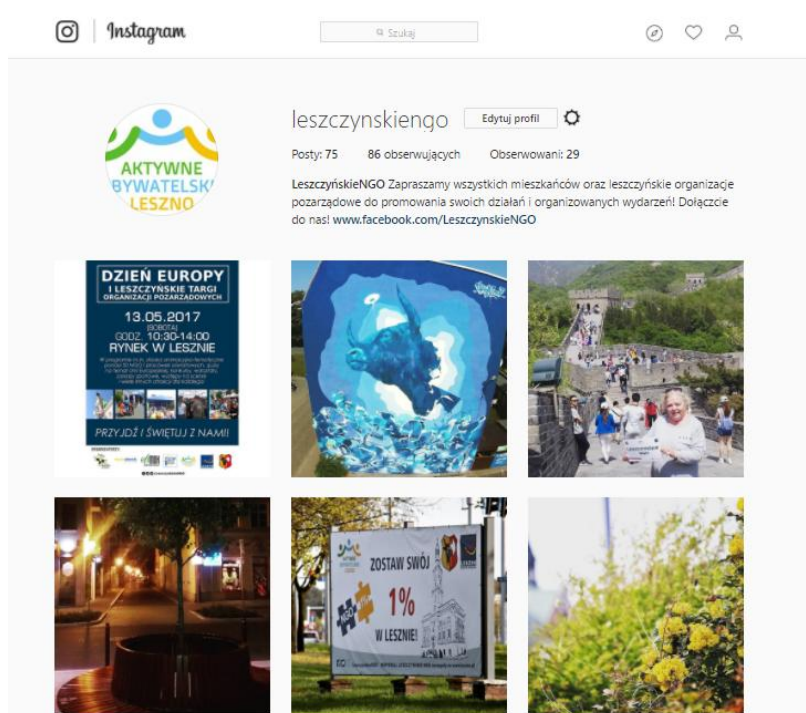 Instagram
Szukaj
leszczynskiengo
Edytuj profil
Posty: 75
86 obserwujących
Obserwowani: 29
LeszczyńskieNGO Zapraszamy wszystkich mieszkańców oraz leszczyńskie organizacje
pozarządowe do promowania swoich działań i organizowanych wydarzeń! Dołączcie
do nas! www.facebook.com/LeszczynskieNGO
AKTYWNE
BYWATELSK
LESZNO
DZIEŃ EUROPY
I LESZCZYŃSKIE TARGI
ORGANIZACJI POZARZĄDOWYCH
13.05.2017
(SOBOTA)
GODZ. 10:30-14:00
RYNEK W LESZNIE
PRZYJDŹ I ŚWIĘTUJ Z NAMI!
ZOSTAW SWÓJ
1%
W LESZNIE!